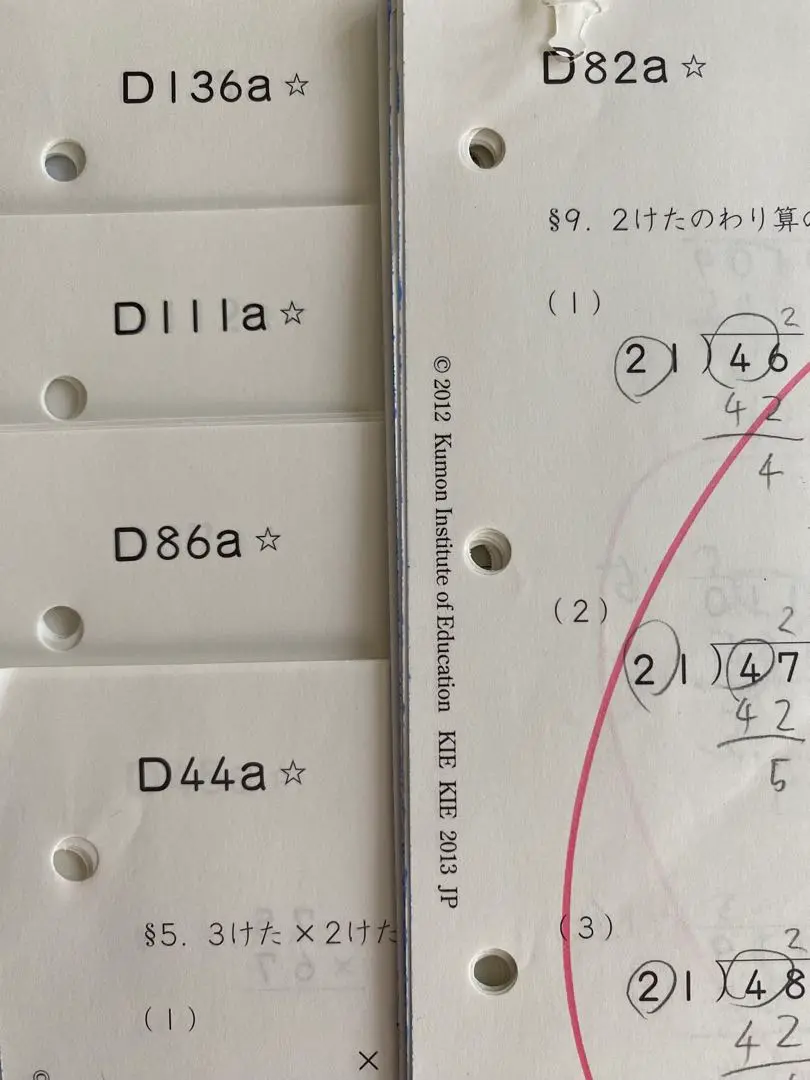 D136a☆
D111a☆
D86a☆
D44a☆
§5. 3けた×2けた
(1)
×
©
D82a☆
§9. 2けたのわり算の
(1)
2
21)46
42
4
(2)
2
21)47
42
5
(3)
2
21)48
42
© 2012 Kumon Institute of Education KIE KIE 2013 JP